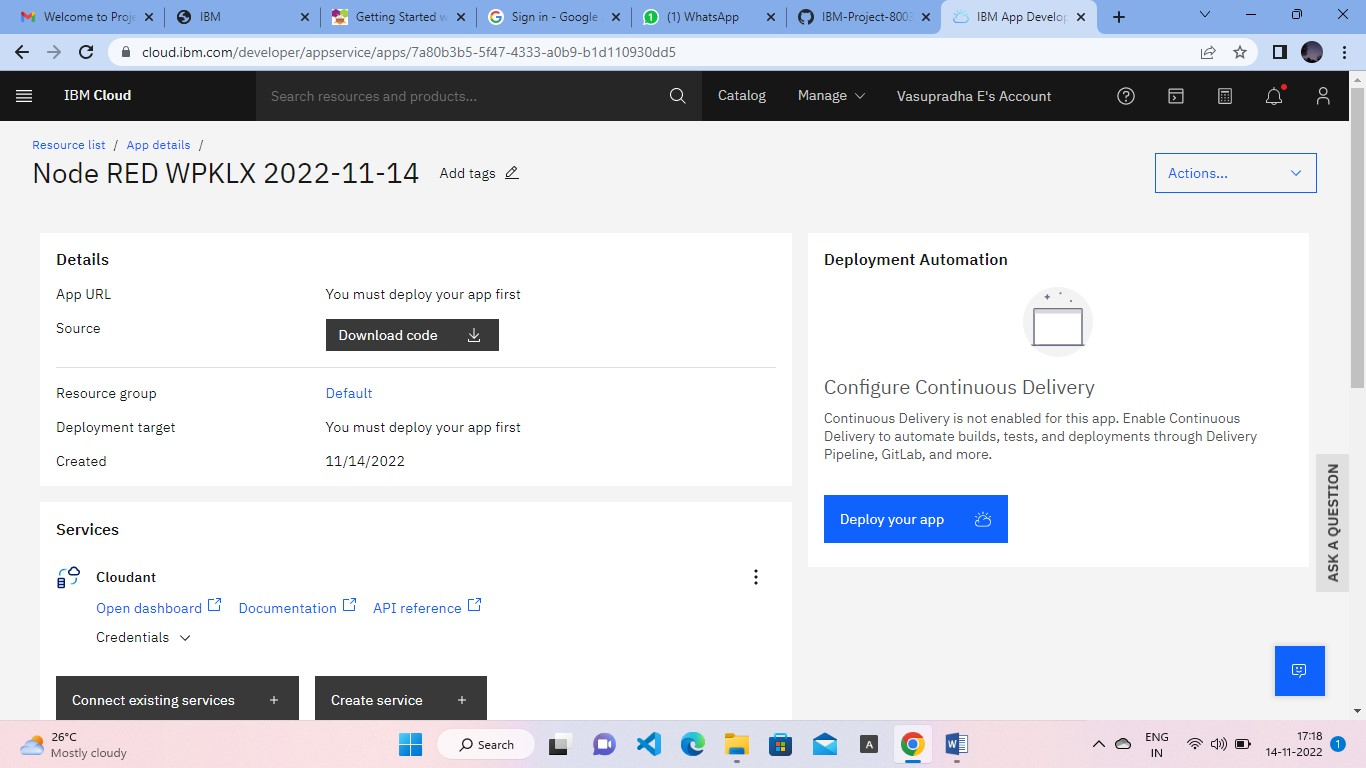 Welcome to Proje
IBM
Getting Started w
Sign in - Google
(1) WhatsApp
IBM-Project-8003
IBM App Develop
cloud.ibm.com/developer/appservice/apps/7a80b3b5-5f47-4333-a0b9-b1d110930dd5
IBM Cloud
Search resources and products...
Catalog
Manage
Vasupradha E's Account
Resource list / App details /
Node RED WPKLX 2022-11-14
Add tags
Actions...
Details
App URL
You must deploy your app first
Source
Download code
Resource group
Default
Deployment target
You must deploy your app first
Created
11/14/2022
Deployment Automation
Configure Continuous Delivery
Continuous Delivery is not enabled for this app. Enable Continuous
Delivery to automate builds, tests, and deployments through Delivery
Pipeline, GitLab, and more.
Deploy your app
ASK A QUESTION
Services
Cloudant
Open dashboard
Documentation
API reference
Credentials
Connect existing services +
Create service +
26°C
Mostly cloudy
Search
A
ENG
IN
17:18
14-11-2022
1